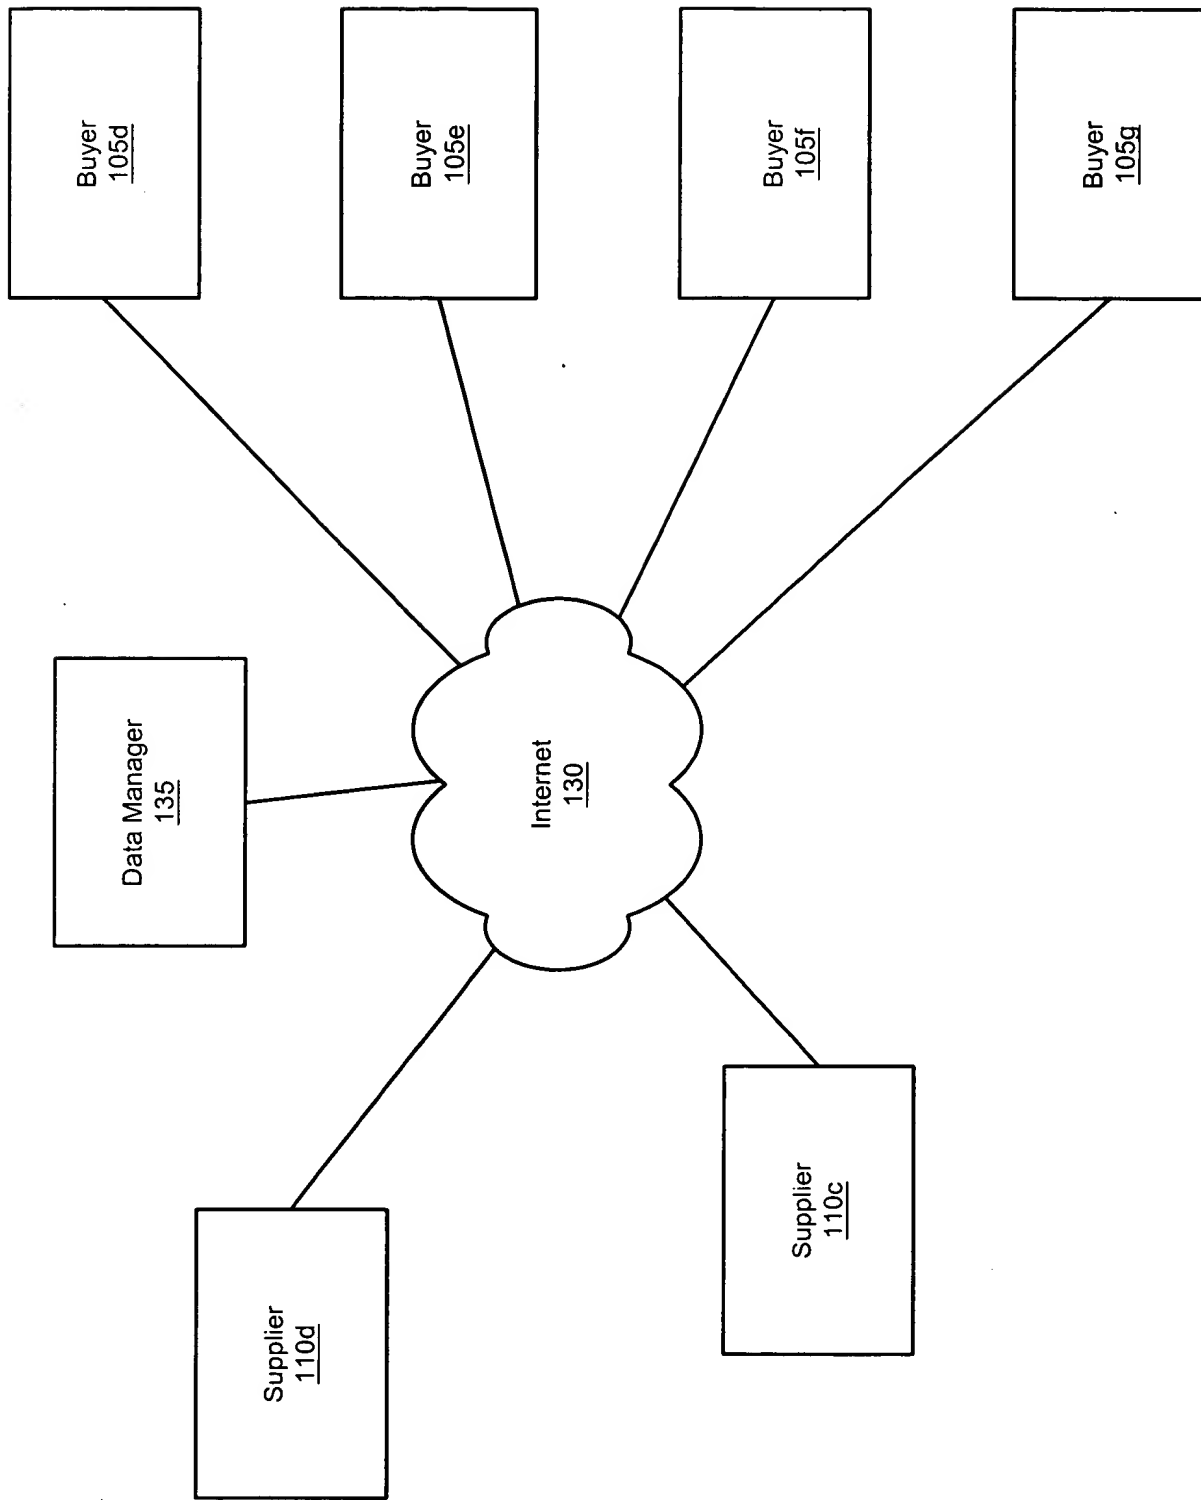 Data Manager
135
Buyer
105d
Supplier
110d
Internet
130
Buyer
105e
Buyer
105f
Supplier
110c
Buyer
105g